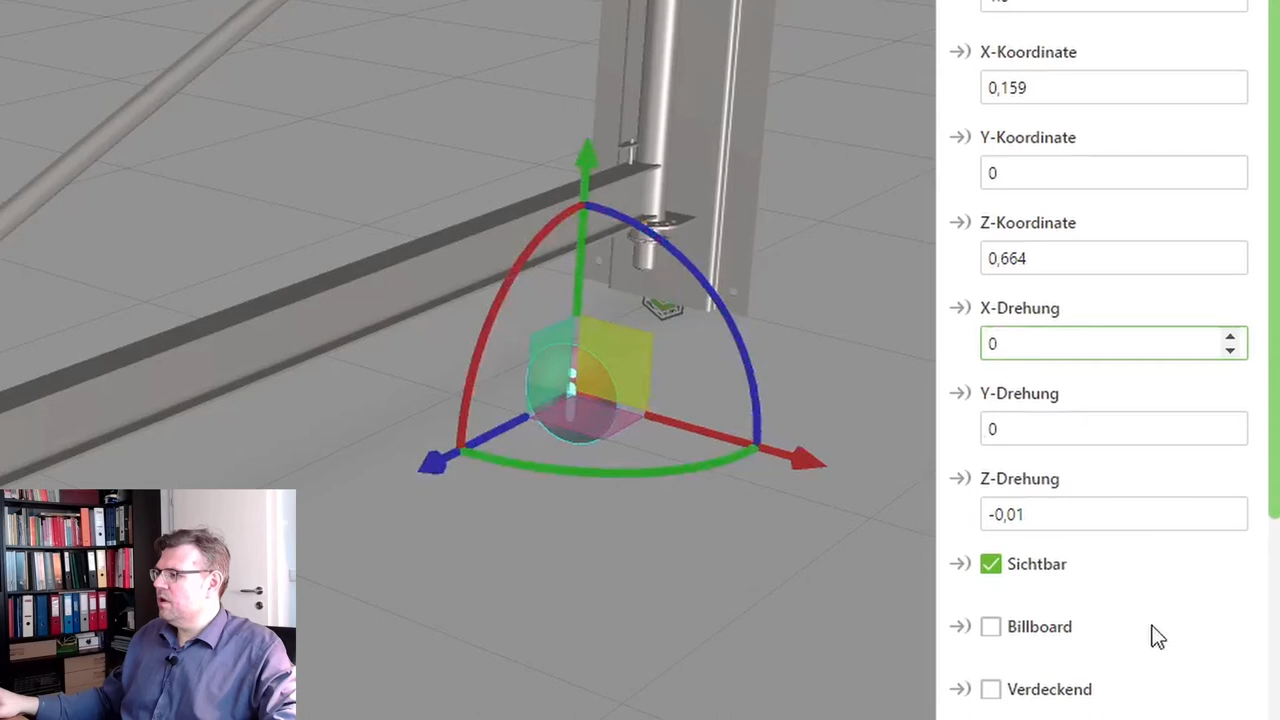 X-Koordinate
0,159
Y-Koordinate
0
Z-Koordinate
0,664
X-Drehung
0
Y-Drehung
0
Z-Drehung
-0,01
Sichtbar
Billboard
Verdeckend